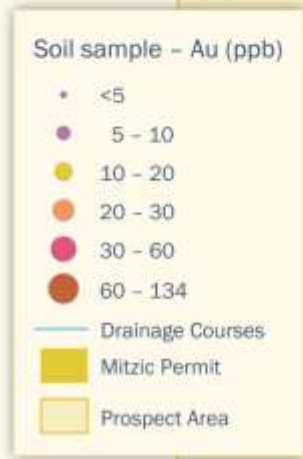 Soil sample – Au (ppb)
<5
5 – 10
10 – 20
20 – 30
30 – 60
60 – 134
Drainage Courses
Mitzic Permit
Prospect Area